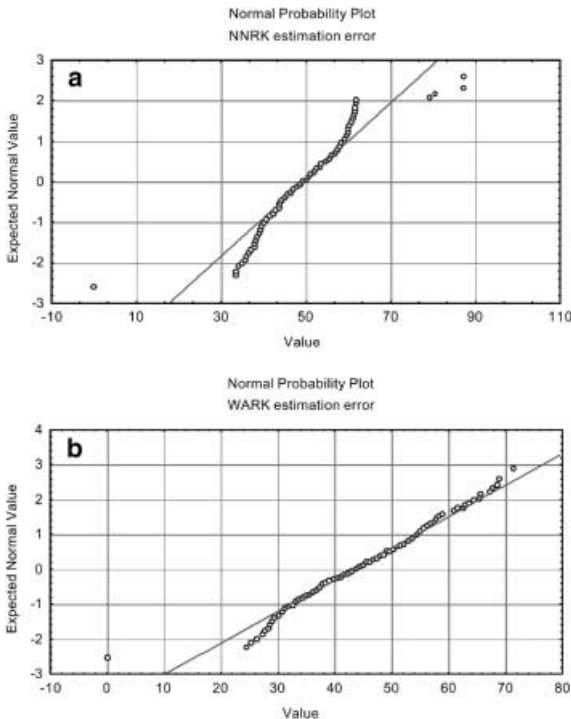 Normal Probability Plot
NNRK estimation error
a
3
2
1
0
-1
-2
-3
Expected Normal Value
-10 10 30 50 70 90 110
Value
Normal Probability Plot
WARK estimation error
b
4
3
2
1
0
-1
-2
-3
Expected Normal Value
-10 0 10 20 30 40 50 60 70 80
Value